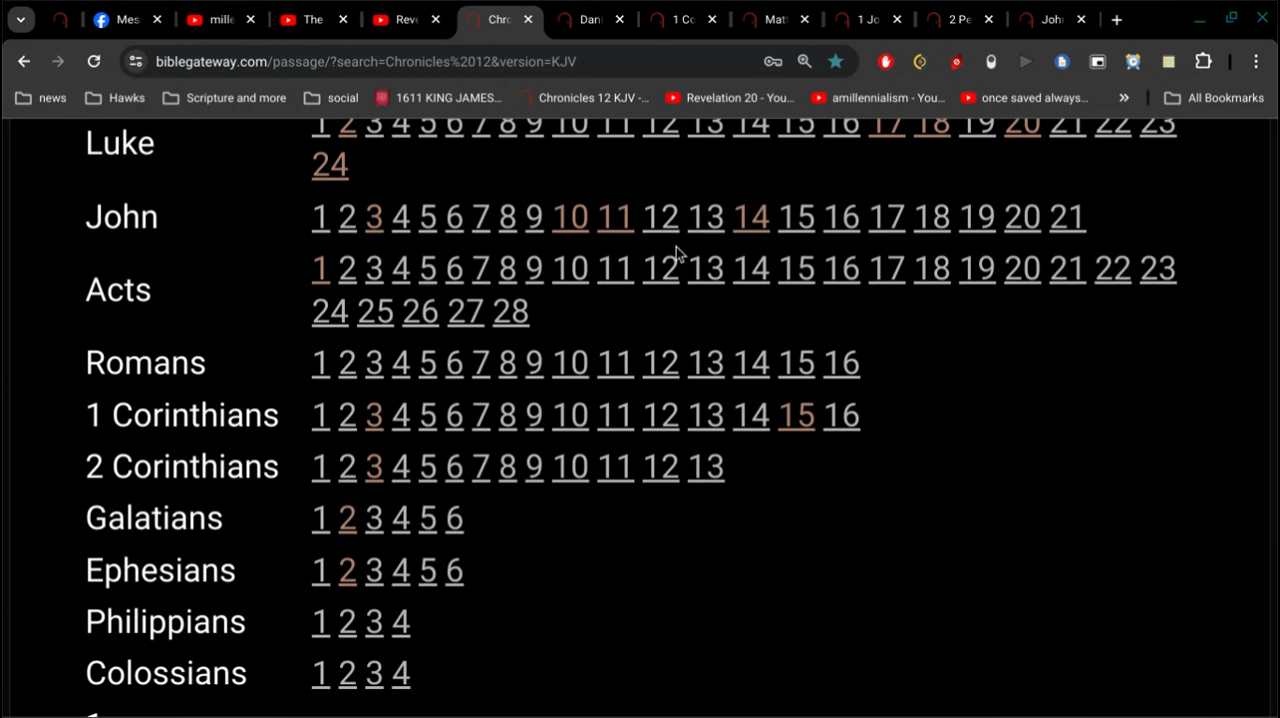 Mes
mille
The
Reve
Chro
Dani
1 Co
Matt
1 Jo
2 Pe
John
biblegateway.com/passage/?search=Chronicles%2012&version=KJV
news Hawks Scripture and more social 1611 KING JAMES... Chronicles 12 KJV -... Revelation 20 - You... amillennialism - You... once saved always... » All Bookmarks
Luke 1 2 3 4 5 6 7 8 9 10 11 12 13 14 15 16 17 18 19 20 21 22 23
24
John 1 2 3 4 5 6 7 8 9 10 11 12 13 14 15 16 17 18 19 20 21
Acts 1 2 3 4 5 6 7 8 9 10 11 12 13 14 15 16 17 18 19 20 21 22 23
24 25 26 27 28
Romans 1 2 3 4 5 6 7 8 9 10 11 12 13 14 15 16
1 Corinthians 1 2 3 4 5 6 7 8 9 10 11 12 13 14 15 16
2 Corinthians 1 2 3 4 5 6 7 8 9 10 11 12 13
Galatians 1 2 3 4 5 6
Ephesians 1 2 3 4 5 6
Philippians 1 2 3 4
Colossians 1 2 3 4